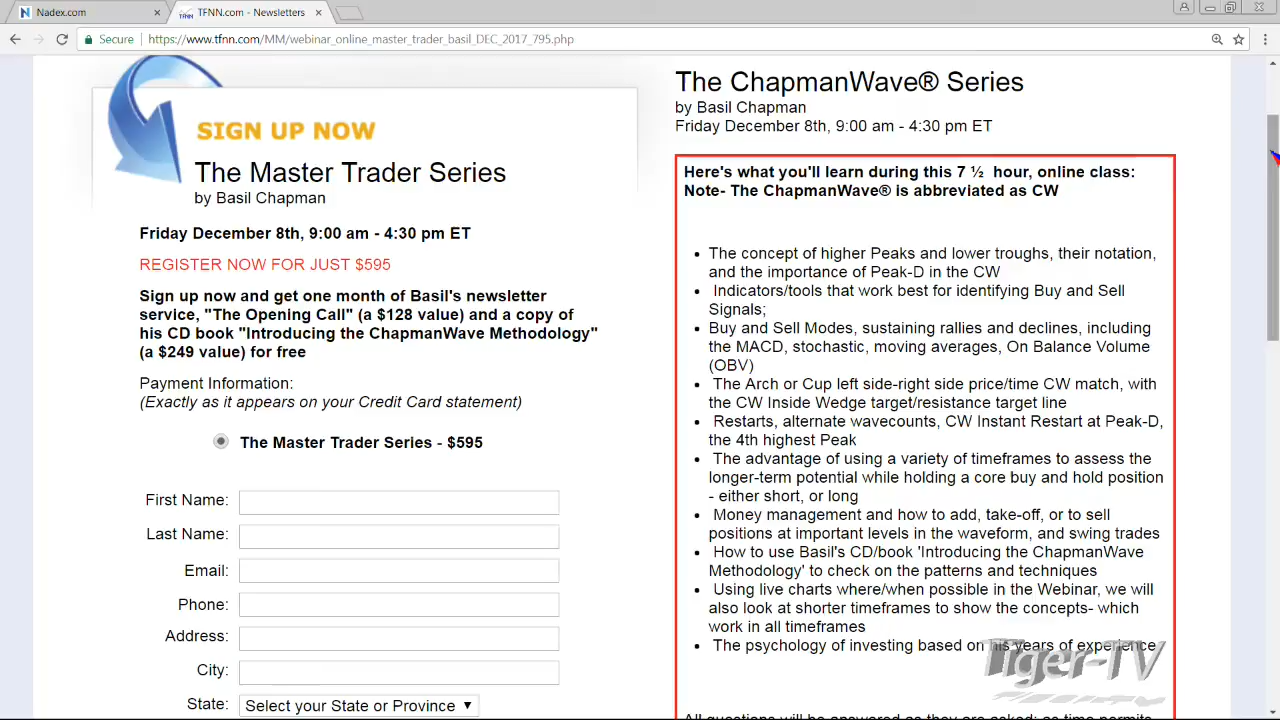 Nadex.com
TFNN.com - Newsletters
Secure
https://www.tfnn.com/MM/webinar_online_master_trader_basil_DEC_2017_795.php
SIGN UP NOW
The Master Trader Series
by Basil Chapman
Friday December 8th, 9:00 am - 4:30 pm ET
REGISTER NOW FOR JUST $595
Sign up now and get one month of Basil's newsletter
service, "The Opening Call" (a $128 value) and a copy of
his CD book "Introducing the ChapmanWave Methodology"
(a $249 value) for free
Payment Information:
(Exactly as it appears on your Credit Card statement)
The Master Trader Series - $595
First Name:
Last Name:
Email:
Phone:
Address:
City:
State: Select your State or Province
The ChapmanWave® Series
by Basil Chapman
Friday December 8th, 9:00 am - 4:30 pm ET
Here's what you'll learn during this 7 ½ hour, online class:
Note- The ChapmanWave® is abbreviated as CW
• The concept of higher Peaks and lower troughs, their notation,
and the importance of Peak-D in the CW
• Indicators/tools that work best for identifying Buy and Sell
Signals;
• Buy and Sell Modes, sustaining rallies and declines, including
the MACD, stochastic, moving averages, On Balance Volume
(OBV)
• The Arch or Cup left side-right side price/time CW match, with
the CW Inside Wedge target/resistance target line
• Restarts, alternate wavecounts, CW Instant Restart at Peak-D,
the 4th highest Peak
• The advantage of using a variety of timeframes to assess the
longer-term potential while holding a core buy and hold position
- either short, or long
• Money management and how to add, take-off, or to sell
positions at important levels in the waveform, and swing trades
• How to use Basil's CD/book 'Introducing the ChapmanWave
Methodology' to check on the patterns and techniques
• Using live charts where/when possible in the Webinar, we will
also look at shorter timeframes to show the concepts- which
work in all timeframes
• The psychology of investing based on his years of experience
All questions will be answered as they are asked; as time permits
Tiger-TV